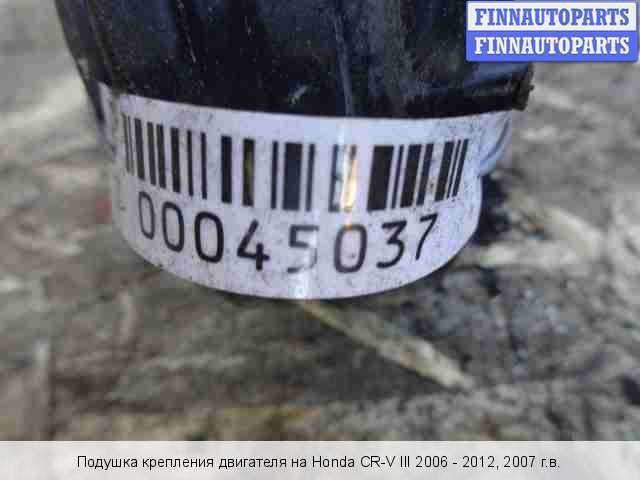 FINNAUTOPARTS
FINNAUTOPARTS
00045037
Подушка крепления двигателя на Honda CR-V III 2006 - 2012, 2007 г.в.